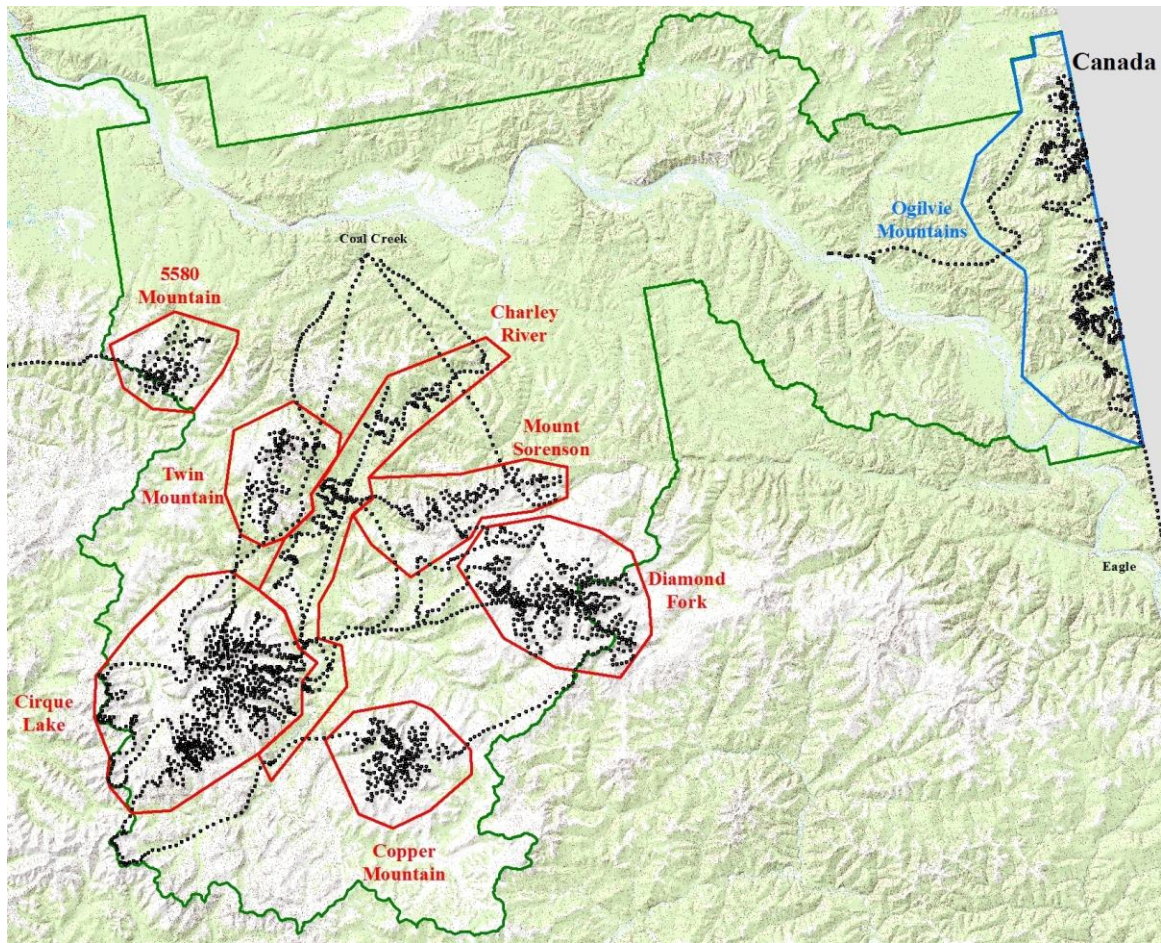 Canada
Ogilvie
Mountains
Coal Creek
5580
Mountain
Charley
River
Mount
Sorenson
Twin
Mountain
Eagle
Diamond
Fork
Cirque
Lake
Copper
Mountain